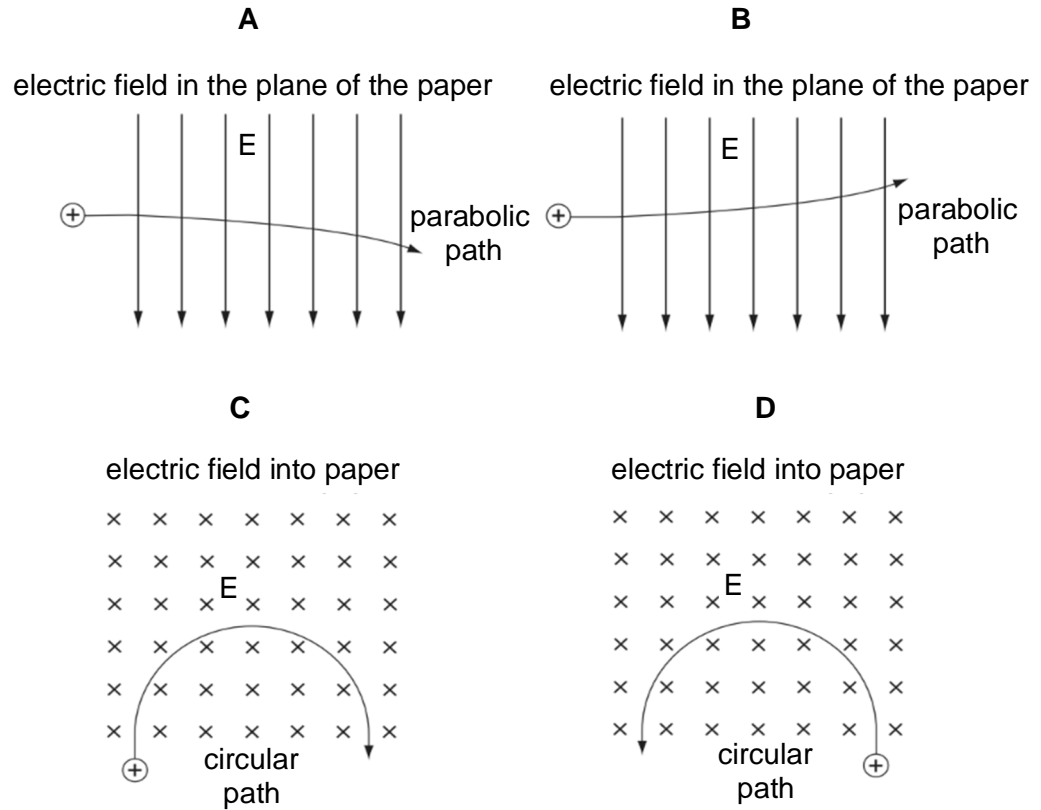 A
B
electric field in the plane of the paper
electric field in the plane of the paper
E
E
+
parabolic
path
+
parabolic
path
C
D
electric field into paper
electric field into paper
E
E
+
circular
path
circular
path
+